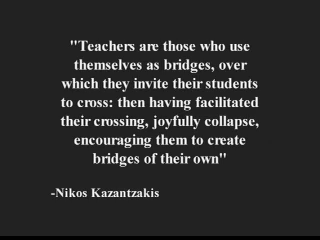 "Teachers are those who use
themselves as bridges, over
which they invite their students
to cross: then having facilitated
their crossing, joyfully collapse,
encouraging them to create
bridges of their own"
-Nikos Kazantzakis